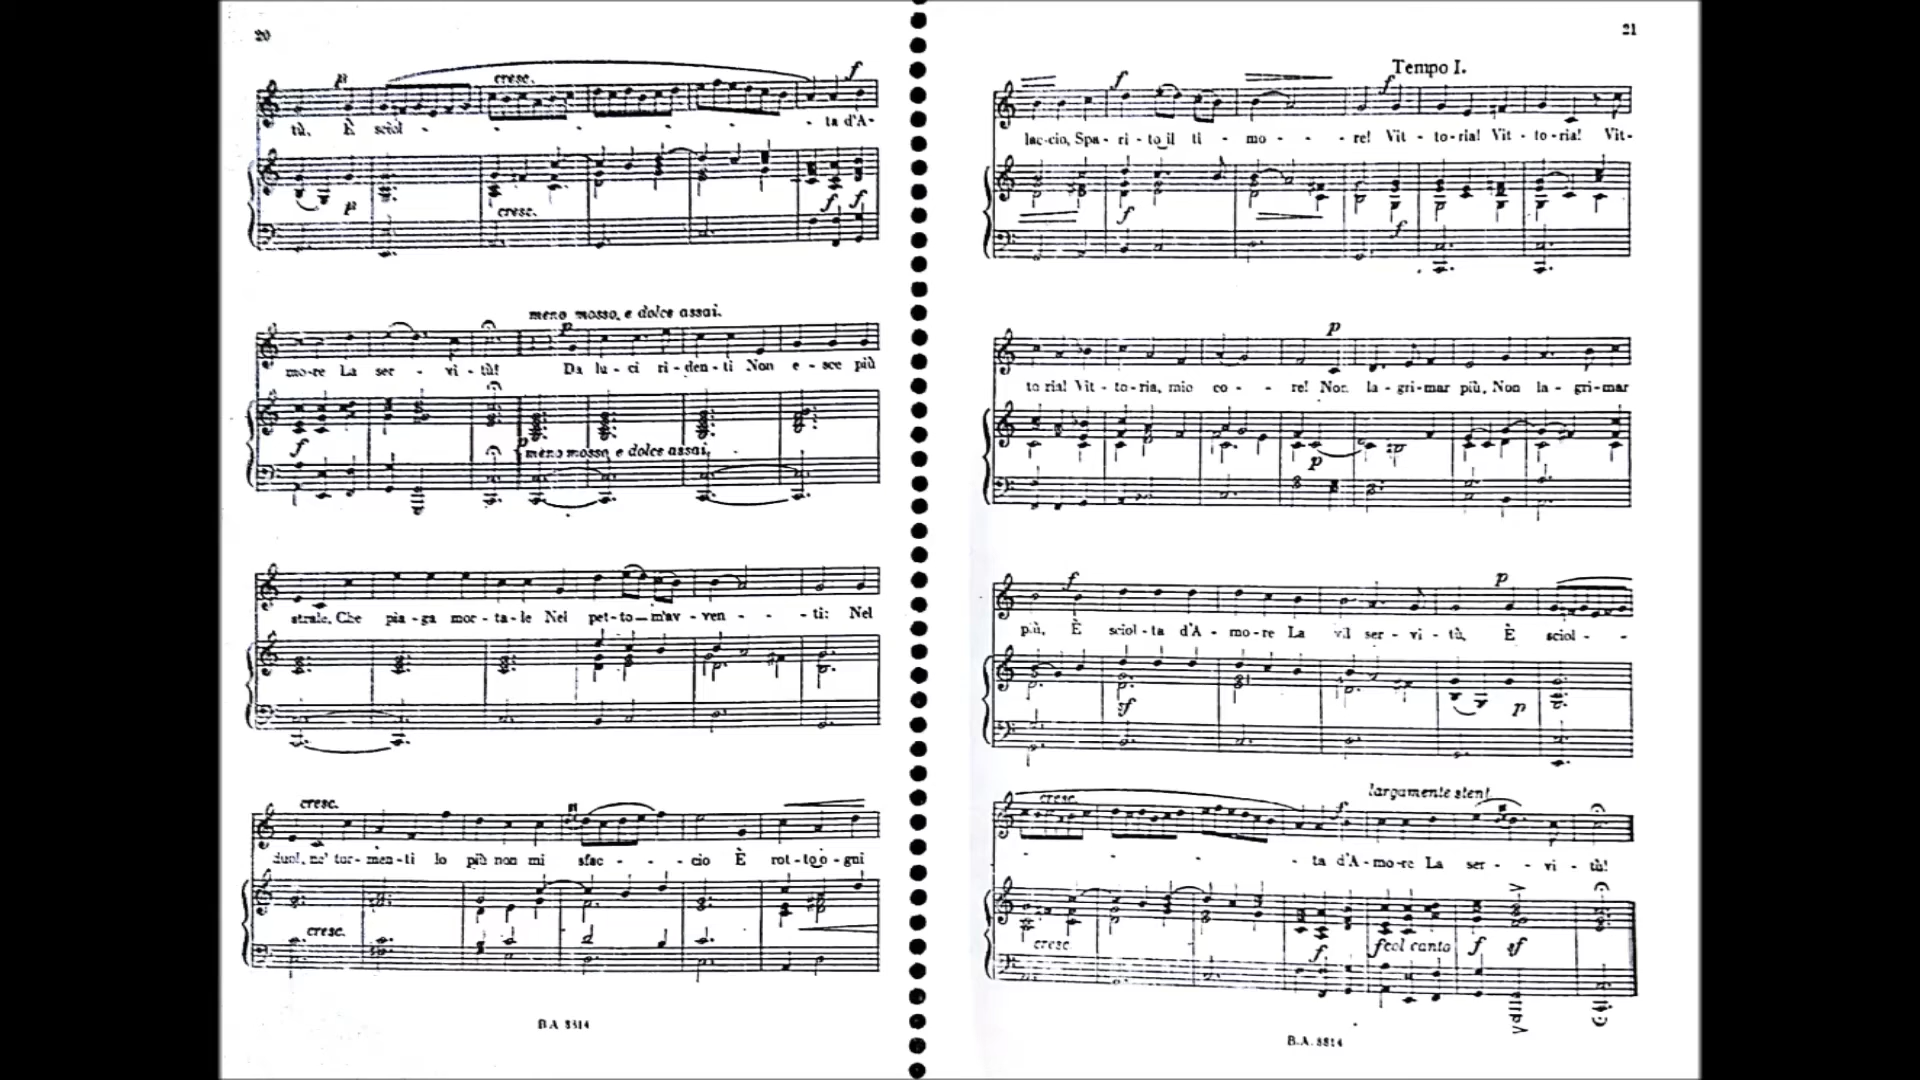 20
p
cresc.
f
tù, È sciol - - - - - ta d'A-
p
cresc.
f f
meno mosso, e dolce assai.
p
mo-re La ser - vi - tù! Da lu - ci ri - den - ti Non e - sce più
f
p
meno mosso, e dolce assai.
strale, Che pia - ga mor - ta - le Nel pet - to m'av - ven - - - ti: Nel
cresc.
duol, ne' tor - men - ti Io più non mi sfac - - - cio È rot - to o - gni
cresc.
B.A. 8814
21
Tempo I.
f
f
lac-cio, Spa - ri - to il ti - mo - - - re! Vit - to-ria! Vit - to-ria! Vit-
f
f
p
to ria! Vit - to-ria, mio co - - re! Non la - gri-mar più, Non la - gri-mar
p
f
p
più, È sciol - ta d'A - mo-re La vil ser - vi - tù, È sciol - -
sf
p
cresc.
f
largamente stent.
- - - - ta d'A-mo-re La ser - - vi - tù!
cresc
f
fcol canto
f
sf
B.A. 8814